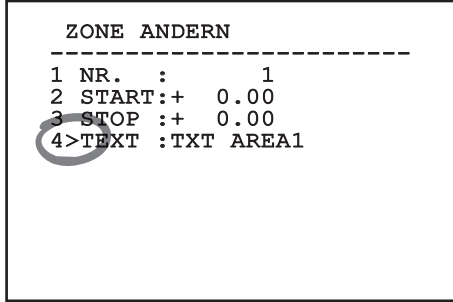 ZONE ANDERN
-------------------------
1 NR.  :      1
2 START:+  0.00
3 STOP :+  0.00
4>TEXT :TXT AREA1